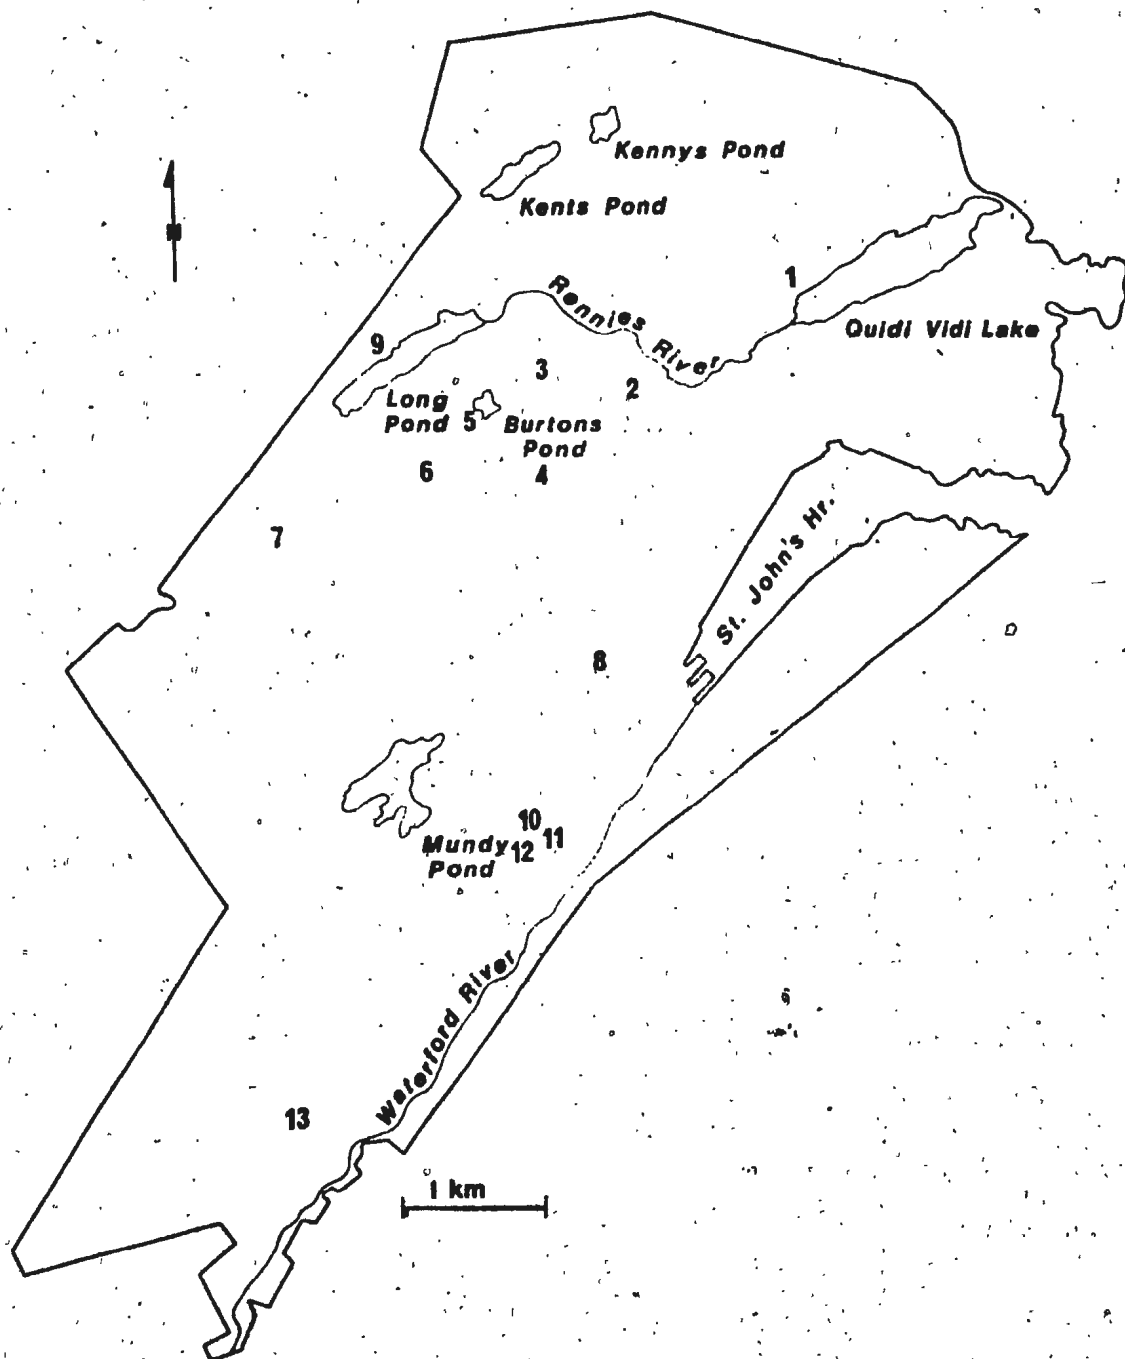 Kennys Pond
Kents Pond
N
1
Rennies
River
Quidi Vidi Lake
9
3
2
Long
Pond
5
Burtons
Pond
6
4
7
St. John's Hr.
8
10
11
Mundy
Pond
12
Waterford River
13
1 km